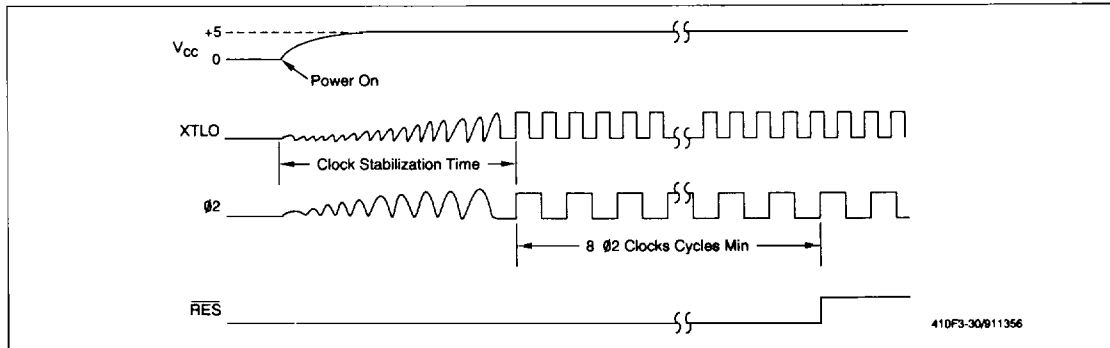 +5
VCC
0
Power On
XTLO
Clock Stabilization Time
Ø2
8 Ø2 Clocks Cycles Min
RES
410F3-30/911356